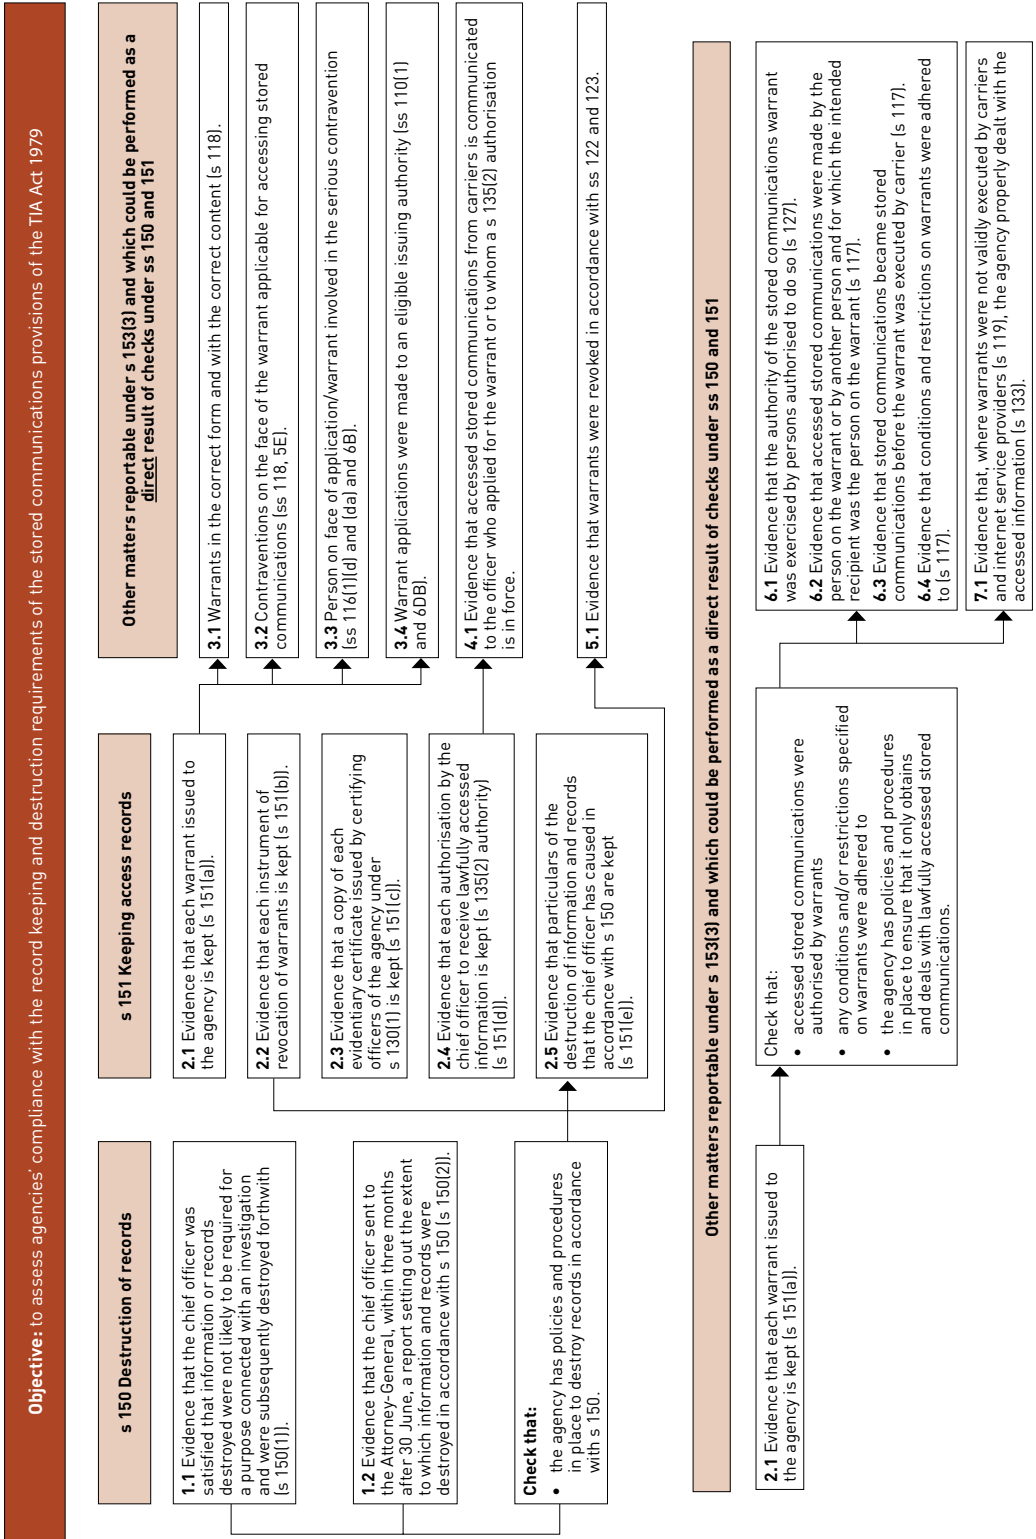 Objective: to assess agencies’ compliance with the record keeping and destruction requirements of the stored communications provisions of the TIA Act 1979
s 150 Destruction of records
1.1 Evidence that the chief officer was
satisfied that information or records
destroyed were not likely to be required for
a purpose connected with an investigation
and were subsequently destroyed forthwith
(s 150(1)).
1.2 Evidence that the chief officer sent to
the Attorney-General, within three months
after 30 June, a report setting out the extent
to which information and records were
destroyed in accordance with s 150 (s 150(2)).
Check that:
• the agency has policies and procedures
in place to destroy records in accordance
with s 150.
s 151 Keeping access records
2.1 Evidence that each warrant issued to
the agency is kept (s 151(a)).
2.2 Evidence that each instrument of
revocation of warrants is kept (s 151(b)).
2.3 Evidence that a copy of each
evidentiary certificate issued by certifying
officers of the agency under
s 130(1) is kept (s 151(c)).
2.4 Evidence that each authorisation by the
chief officer to receive lawfully accessed
information is kept (s 135(2) authority)
(s 151(d)).
2.5 Evidence that particulars of the
destruction of information and records
that the chief officer has caused in
accordance with s 150 are kept
(s 151(e)).
Other matters reportable under s 153(3) and which could be performed as a
direct result of checks under ss 150 and 151
3.1 Warrants in the correct form and with the correct content (s 118).
3.2 Contraventions on the face of the warrant applicable for accessing stored
communications (ss 118, 5E).
3.3 Person on face of application/warrant involved in the serious contravention
(ss 116(1)(d) and (da) and 6B).
3.4 Warrant applications were made to an eligible issuing authority (ss 110(1)
and 6DB).
4.1 Evidence that accessed stored communications from carriers is communicated
to the officer who applied for the warrant or to whom a s 135(2) authorisation
is in force.
5.1 Evidence that warrants were revoked in accordance with ss 122 and 123.
Other matters reportable under s 153(3) and which could be performed as a direct result of checks under ss 150 and 151
2.1 Evidence that each warrant issued to
the agency is kept (s 151(a)).
Check that:
• accessed stored communications were
authorised by warrants
• any conditions and/or restrictions specified
on warrants were adhered to
• the agency has policies and procedures
in place to ensure that it only obtains
and deals with lawfully accessed stored
communications.
6.1 Evidence that the authority of the stored communications warrant
was exercised by persons authorised to do so (s 127).
6.2 Evidence that accessed stored communications were made by the
person on the warrant or by another person and for which the intended
recipient was the person on the warrant (s 117).
6.3 Evidence that stored communications became stored
communications before the warrant was executed by carrier (s 117).
6.4 Evidence that conditions and restrictions on warrants were adhered
to (s 117).
7.1 Evidence that, where warrants were not validly executed by carriers
and internet service providers (s 119), the agency properly dealt with the
accessed information (s 133).